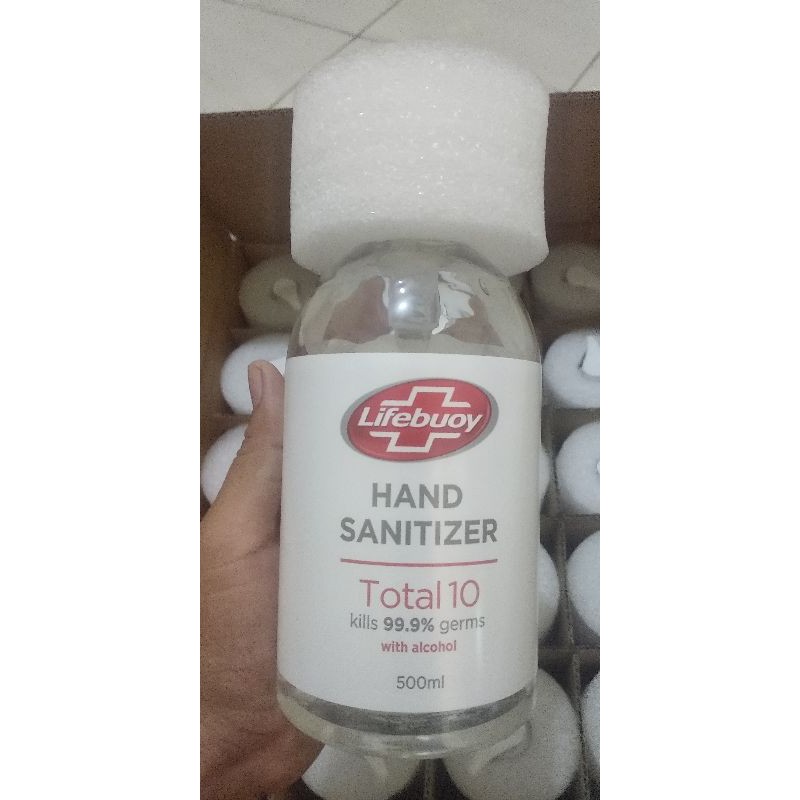 Lifebuoy
HAND
SANITIZER
Total 10
kills 99.9% germs
with alcohol
500ml